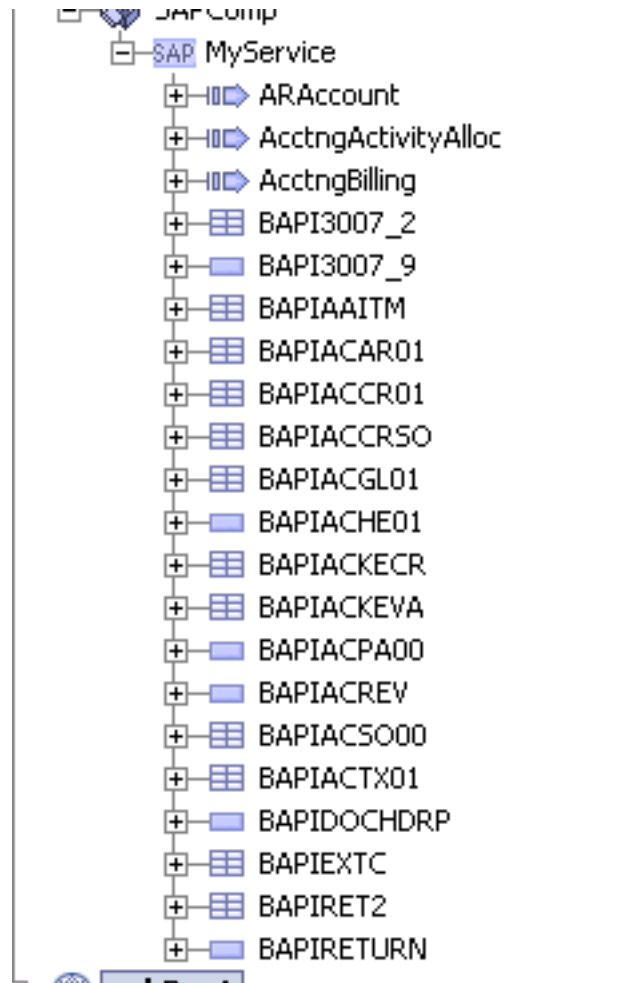 SAPComp
SAP MyService
ARAccount
AcctngActivityAlloc
AcctngBilling
BAPI3007_2
BAPI3007_9
BAPIAAITM
BAPIACAR01
BAPIACCR01
BAPIACCRSO
BAPIACGL01
BAPIACHE01
BAPIACKECR
BAPIACKEVA
BAPIACPA00
BAPIACREV
BAPIACSO00
BAPIACTX01
BAPIDOCHDRP
BAPIEXTC
BAPIRET2
BAPIRETURN